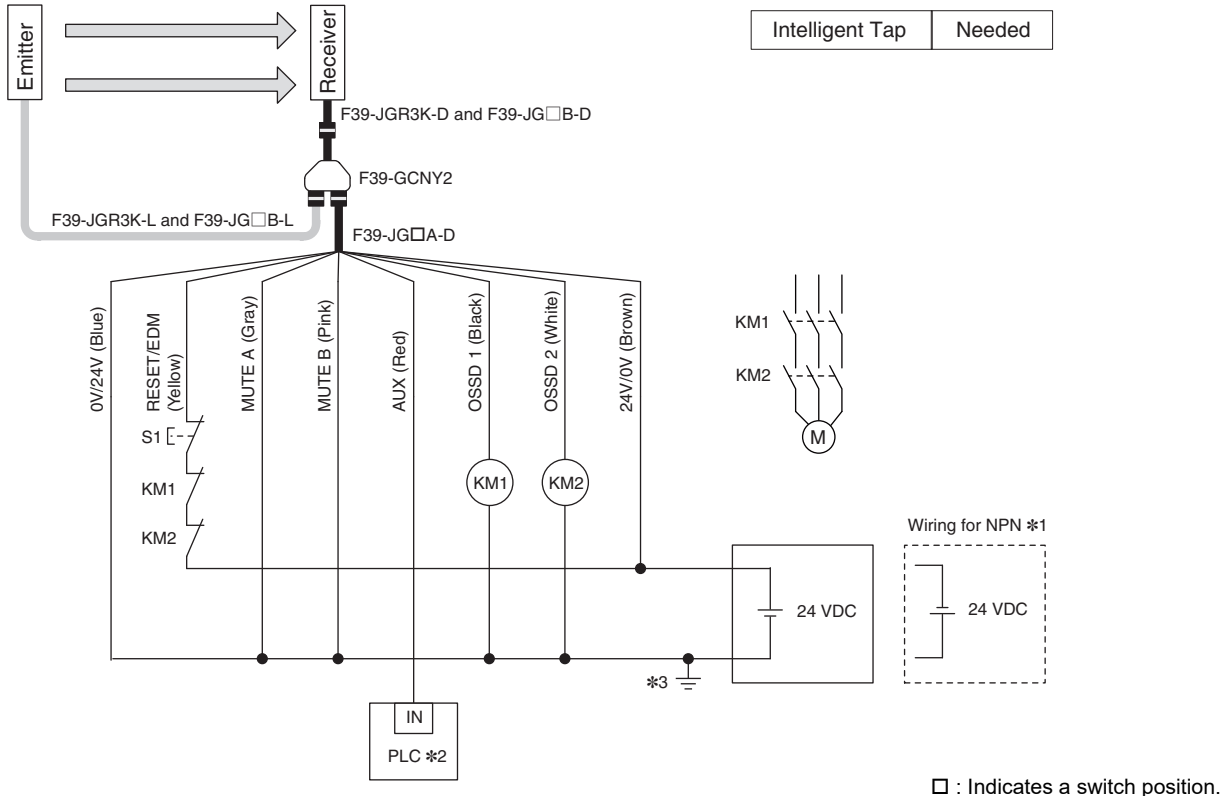 Emitter
Receiver
Intelligent Tap
Needed
F39-JGR3K-D and F39-JG□B-D
F39-GCNY2
F39-JGR3K-L and F39-JG□B-L
F39-JG□A-D
0V/24V (Blue)
RESET/EDM
(Yellow)
MUTE A (Gray)
MUTE B (Pink)
AUX (Red)
OSSD 1 (Black)
OSSD 2 (White)
24V/0V (Brown)
KM1
KM2
M
S1
KM1
KM2
KM1
KM2
Wiring for NPN ✱1
24 VDC
24 VDC
✱3
IN
PLC ✱2
□ : Indicates a switch position.